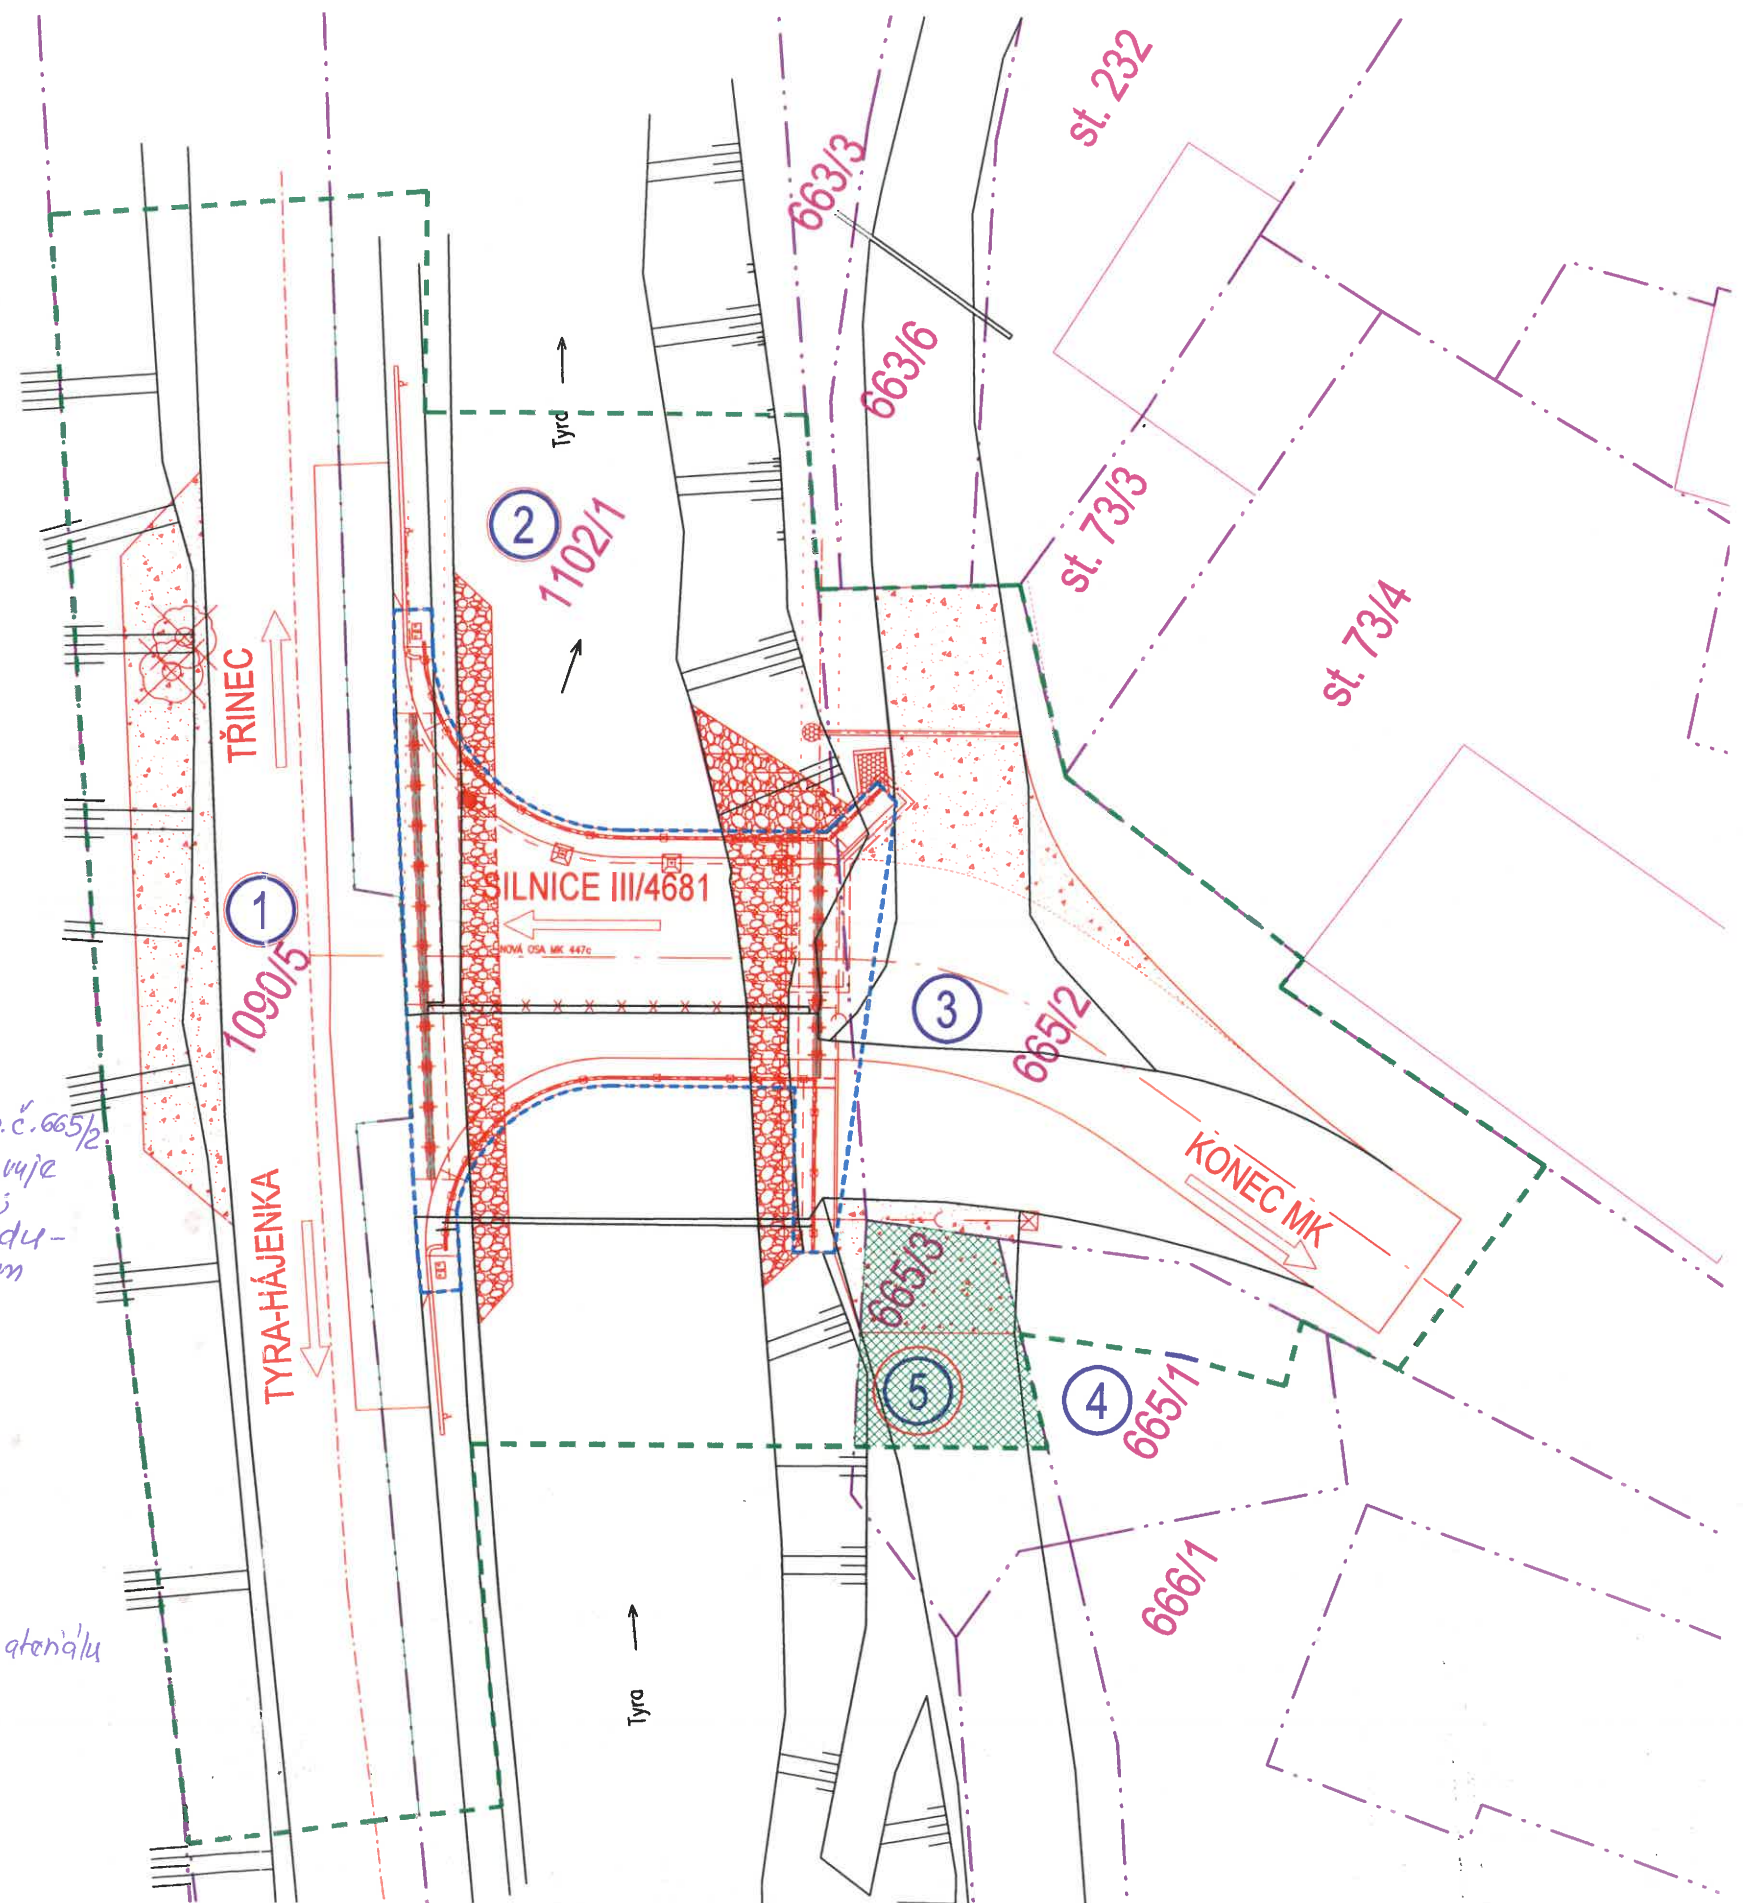 st. 232
663/3
663/6
Tyra
2
1102/1
st. 73/3
st. 73/4
TŘINEC
1
1090/5
SILNICE III/4681
NOVÁ OSA MK 447c
3
665/2
č. 665/2
KONEC MK
TYRA-HÁJENKA
665/3
5
4
665/1
666/1
Tyra